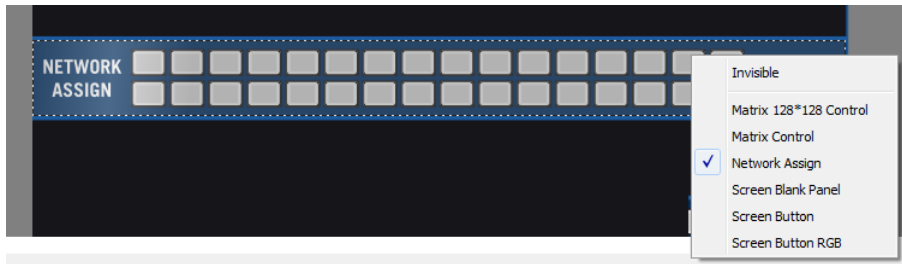 NETWORK
ASSIGN
Invisible
Matrix 128*128 Control
Matrix Control
Network Assign
Screen Blank Panel
Screen Button
Screen Button RGB